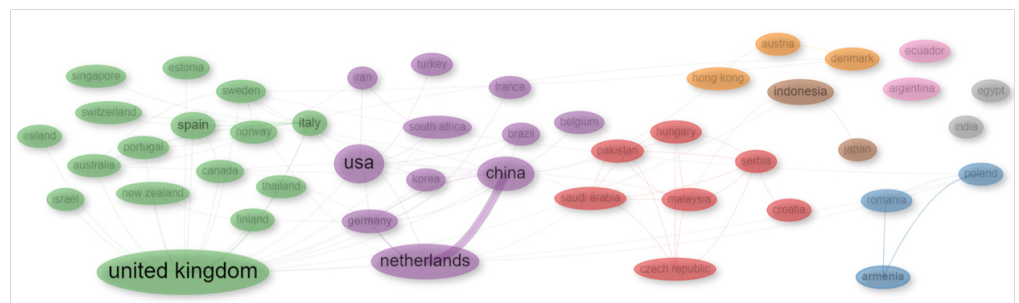 austria
ecuador
denmark
turkey
estonia
singapore
iran
hong kong
france
argentina
sweden
indonesia
egypt
switzerland
belgium
italy
spain
south africa
india
norway
hungary
brazil
ireland
portugal
japan
pakistan
usa
serbia
australia
canada
china
poland
korea
thailand
new zealand
israel
saudi arabia
malaysia
romania
croatia
finland
germany
netherlands
czech republic
united kingdom
armenia